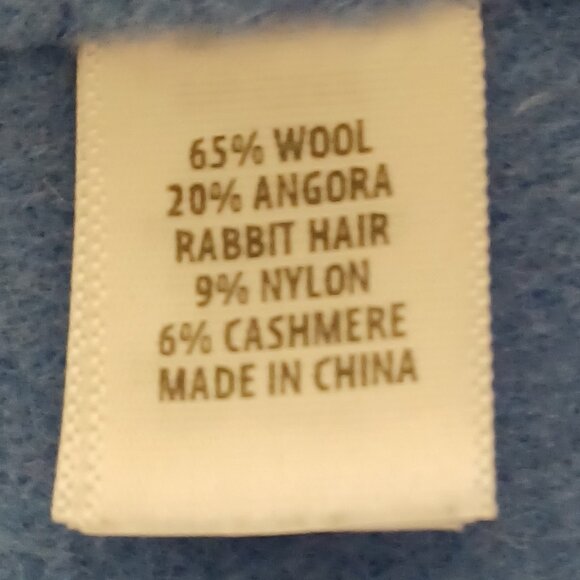 65% WOOL
20% ANGORA
RABBIT HAIR
9% NYLON
6% CASHMERE
MADE IN CHINA